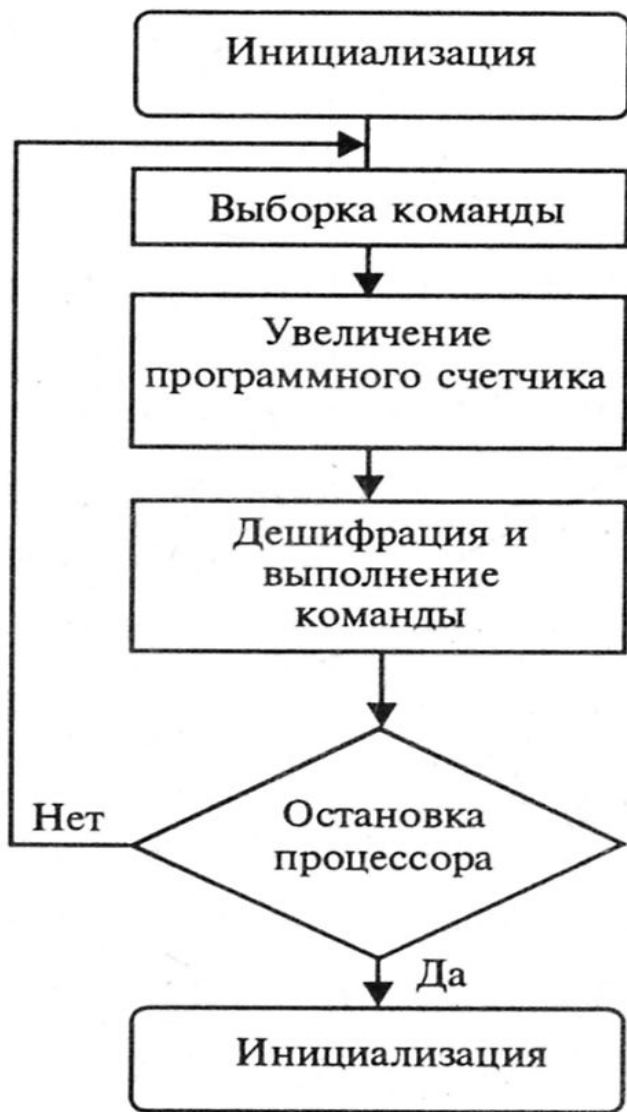 Инициализация
Выборка команды
Увеличение
программного счетчика
Дешифрация и
выполнение
команды
Остановка
процессора
Нет
Да
Инициализация